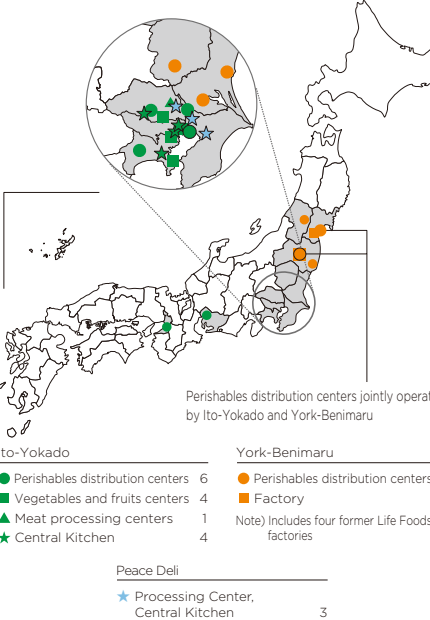 Perishables distribution centers jointly operat
by Ito-Yokado and York-Benimaru
Ito-Yokado
Perishables distribution centers 6
Vegetables and fruits centers 4
Meat processing centers 1
Central Kitchen 4
York-Benimaru
Perishables distribution centers
Factory
Note) Includes four former Life Foods
factories
Peace Deli
Processing Center,
Central Kitchen 3